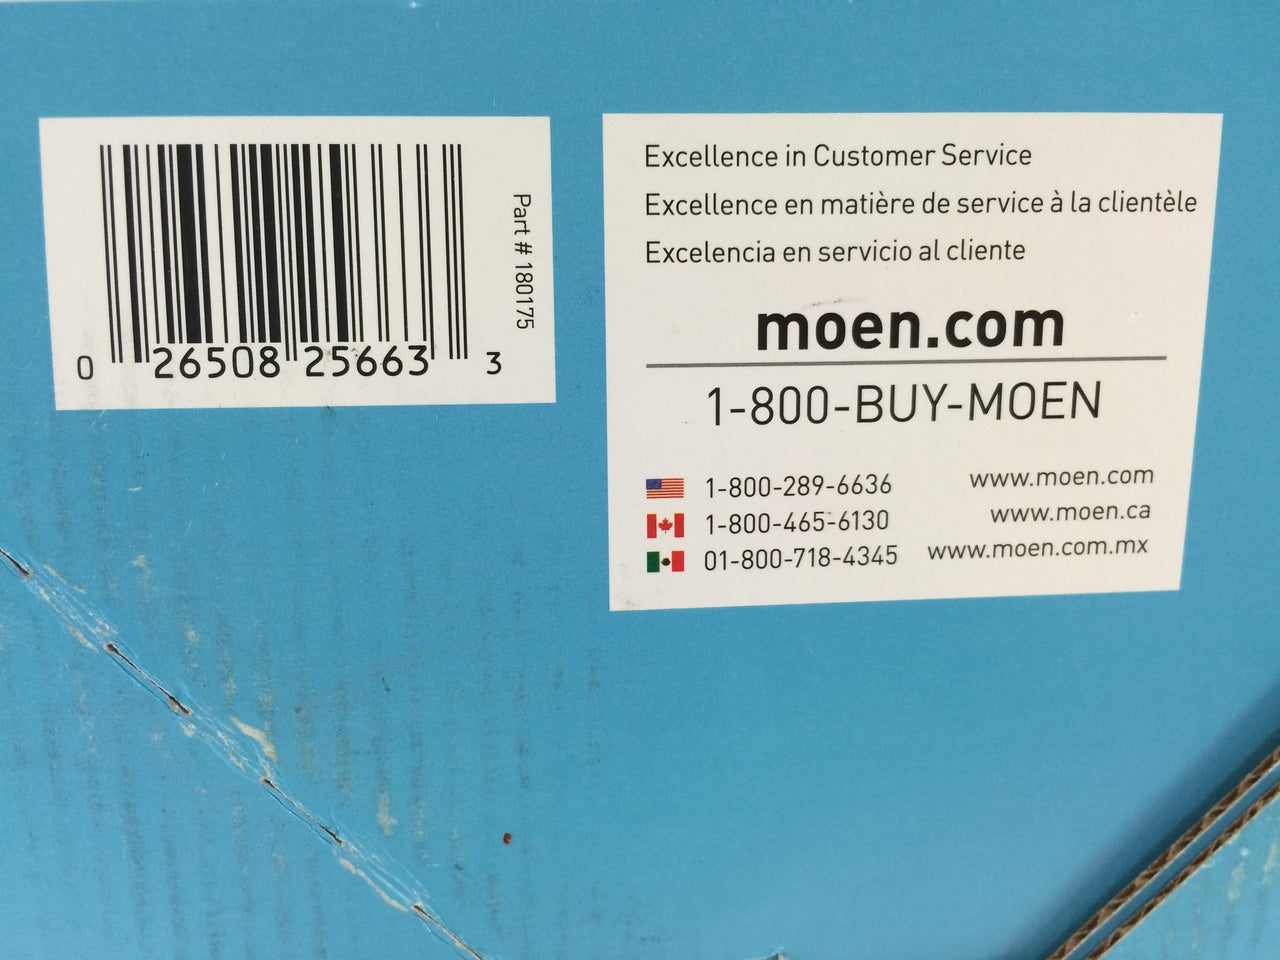 0 26508 25663 3
Part # 180175
Excellence in Customer Service
Excellence en matière de service à la clientèle
Excelencia en servicio al cliente
moen.com
1-800-BUY-MOEN
1-800-289-6636 www.moen.com
1-800-465-6130 www.moen.ca
01-800-718-4345 www.moen.com.mx